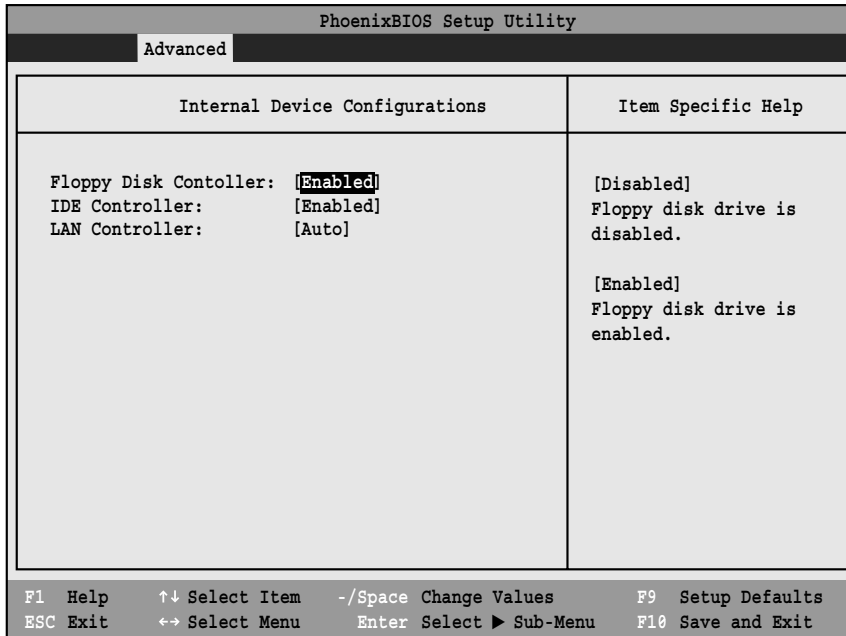 PhoenixBIOS Setup Utility
Advanced
Internal Device Configurations
Item Specific Help
Floppy Disk Contoller: [Enabled]
IDE Controller: [Enabled]
LAN Controller: [Auto]
[Disabled]
Floppy disk drive is
disabled.
[Enabled]
Floppy disk drive is
enabled.
F1 Help ↑↓ Select Item -/Space Change Values F9 Setup Defaults
ESC Exit ←→ Select Menu Enter Select ▶ Sub-Menu F10 Save and Exit